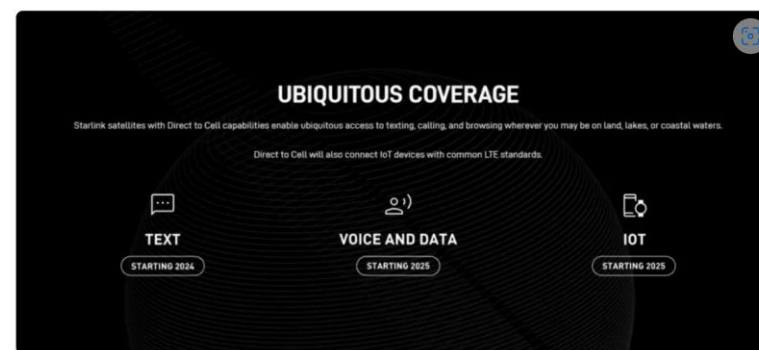 UBIQUITOUS COVERAGE
Starlink satellites with Direct to Cell capabilities enable ubiquitous access to texting, calling, and browsing wherever you may be on land, lakes, or coastal waters.
Direct to Cell will also connect IoT devices with common LTE standards.
TEXT
STARTING 2024
VOICE AND DATA
STARTING 2025
IOT
STARTING 2025